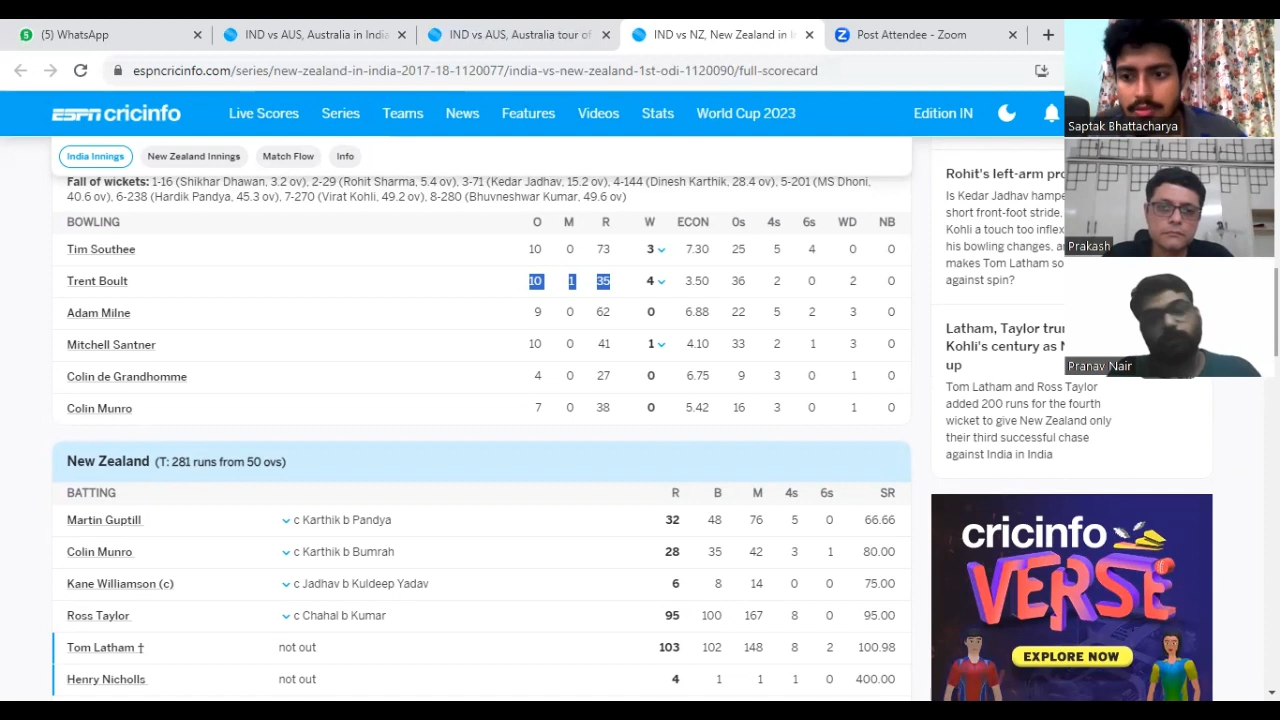 (5) WhatsApp
IND vs AUS, Australia in India
IND vs AUS, Australia tour of
IND vs NZ, New Zealand in I
Post Attendee - Zoom
espncricinfo.com/series/new-zealand-in-india-2017-18-1120077/india-vs-new-zealand-1st-odi-1120090/full-scorecard
ESPN cricinfo Live Scores Series Teams News Features Videos Stats World Cup 2023 Edition IN
India Innings New Zealand Innings Match Flow Info
Fall of wickets: 1-16 (Shikhar Dhawan, 3.2 ov), 2-29 (Rohit Sharma, 5.4 ov), 3-71 (Kedar Jadhav, 15.2 ov), 4-144 (Dinesh Karthik, 28.4 ov), 5-201 (MS Dhoni,
40.6 ov), 6-238 (Hardik Pandya, 45.3 ov), 7-270 (Virat Kohli, 49.2 ov), 8-280 (Bhuvneshwar Kumar, 49.6 ov)
BOWLING O M R W ECON 0s 4s 6s WD NB
Tim Southee 10 0 73 3 7.30 25 5 4 0 0
Trent Boult 10 1 35 4 3.50 36 2 0 2 0
Adam Milne 9 0 62 0 6.88 22 5 2 3 0
Mitchell Santner 10 0 41 1 4.10 33 2 1 3 0
Colin de Grandhomme 4 0 27 0 6.75 9 3 0 1 0
Colin Munro 7 0 38 0 5.42 16 3 0 1 0
New Zealand (T: 281 runs from 50 ovs)
BATTING R B M 4s 6s SR
Martin Guptill c Karthik b Pandya 32 48 76 5 0 66.66
Colin Munro c Karthik b Bumrah 28 35 42 3 1 80.00
Kane Williamson (c) c Jadhav b Kuldeep Yadav 6 8 14 0 0 75.00
Ross Taylor c Chahal b Kumar 95 100 167 8 0 95.00
Tom Latham † not out 103 102 148 8 2 100.98
Henry Nicholls not out 4 1 1 1 0 400.00
Rohit's left-arm pro
Is Kedar Jadhav hampe
short front-foot stride,
Kohli a touch too inflex
his bowling changes, a
makes Tom Latham so
against spin?
Latham, Taylor trum
Kohli's century as N
up
Tom Latham and Ross Taylor
added 200 runs for the fourth
wicket to give New Zealand only
their third successful chase
against India in India
cricinfo
VERSE
EXPLORE NOW
Saptak Bhattacharya
Prakash
Pranav Nair